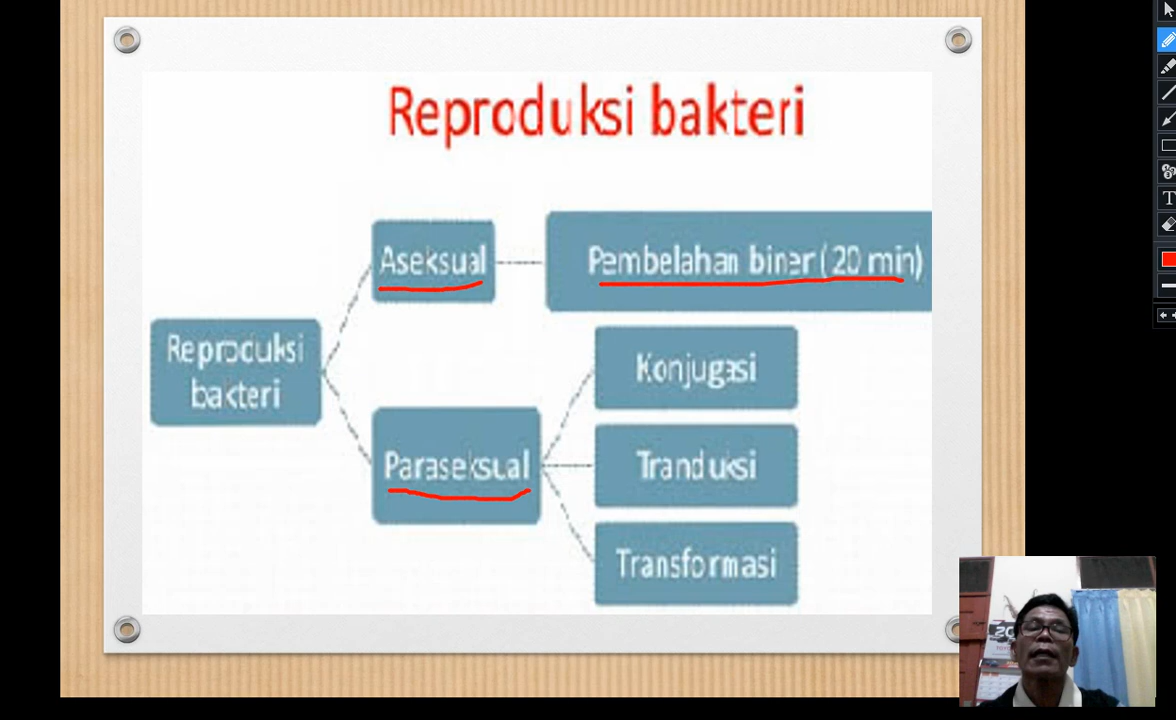 Reproduksi bakteri
Aseksual
Pembelahan biner (20 min)
Reproduksi
bakteri
Konjugasi
Paraseksual
Tranduksi
Transformasi
T